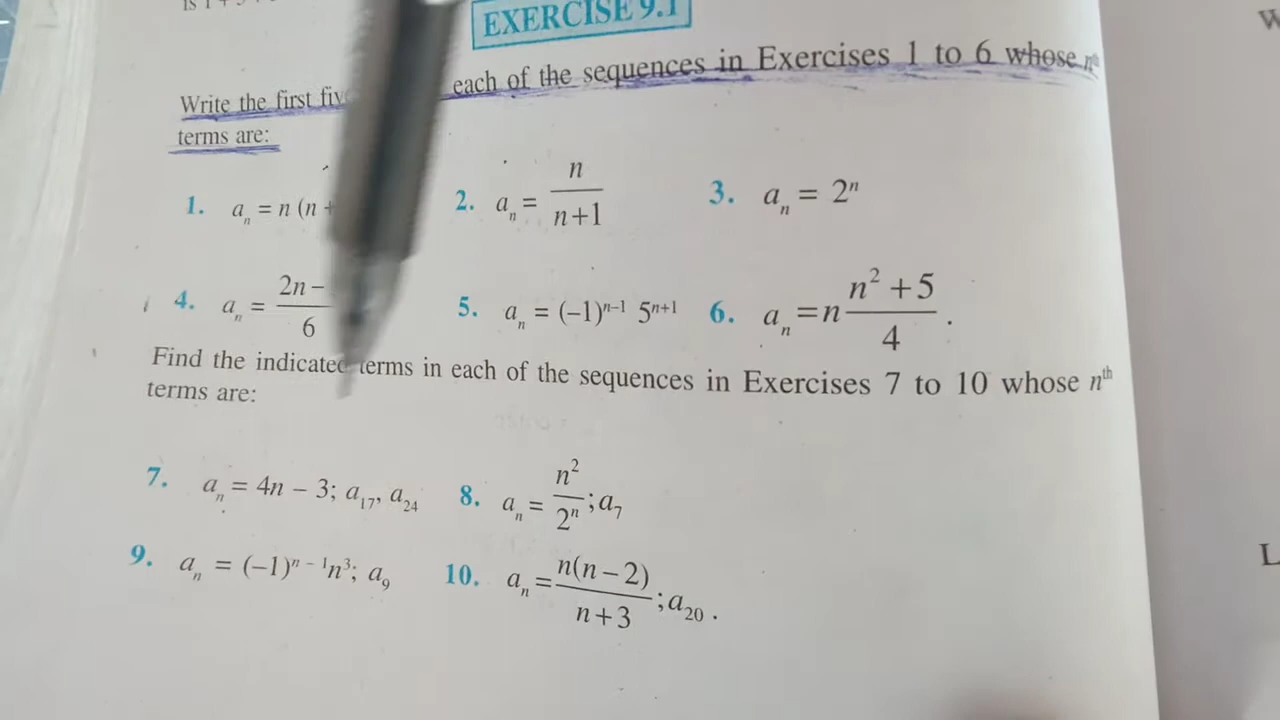 EXERCISE 9.1
Write the first each of the sequences in Exercises 1 to 6 whose nth
terms are:
1. aₙ = n (n + 2. aₙ = n/(n+1) 3. aₙ = 2ⁿ
4. aₙ = (2n − /6 5. aₙ = (−1)ⁿ⁻¹ 5ⁿ⁺¹ 6. aₙ = n (n² + 5)/4 .
Find the indicated terms in each of the sequences in Exercises 7 to 10 whose nth
terms are:
7. aₙ = 4n − 3; a₁₇, a₂₄ 8. aₙ = n²/2ⁿ ; a₇
9. aₙ = (−1)ⁿ ⁻ ¹n³; a₉ 10. aₙ = n(n − 2)/(n+3) ; a₂₀ .